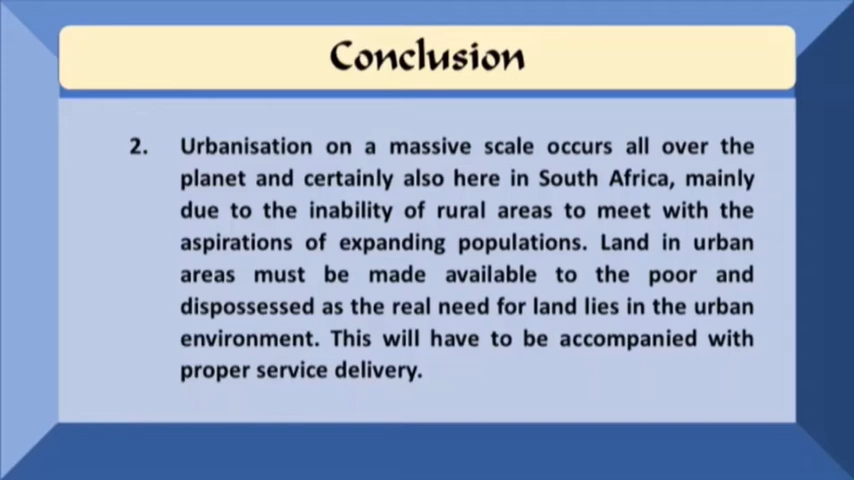 Conclusion
2. Urbanisation on a massive scale occurs all over the
planet and certainly also here in South Africa, mainly
due to the inability of rural areas to meet with the
aspirations of expanding populations. Land in urban
areas must be made available to the poor and
dispossessed as the real need for land lies in the urban
environment. This will have to be accompanied with
proper service delivery.